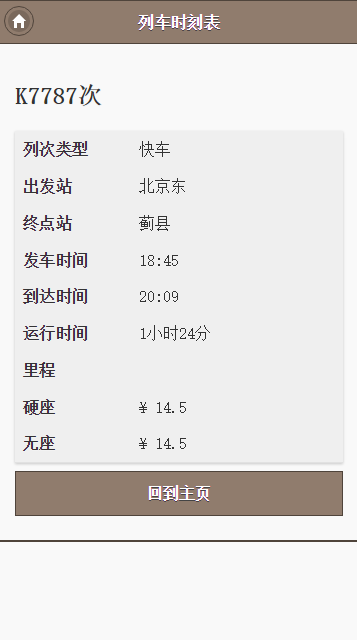 列车时刻表
K7787次
列次类型 快车
出发站 北京东
终点站 蓟县
发车时间 18:45
到达时间 20:09
运行时间 1小时24分
里程
硬座 ¥ 14.5
无座 ¥ 14.5
回到主页